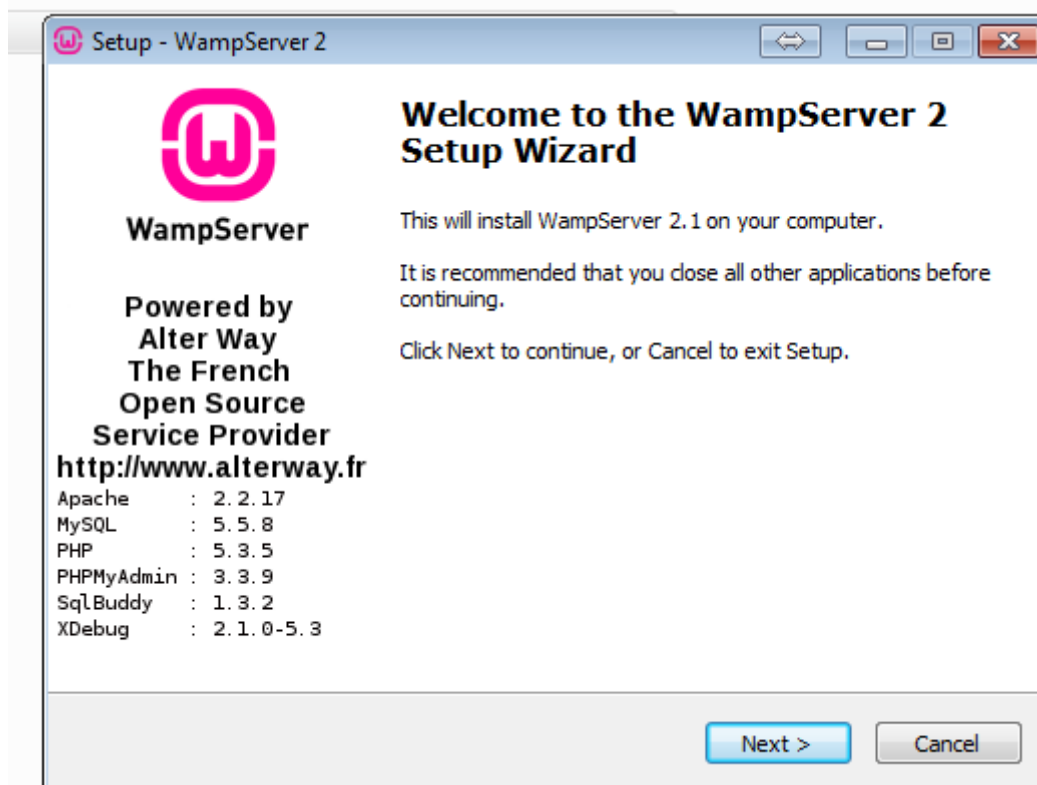 Setup - WampServer 2
WampServer
Powered by
Alter Way
The French
Open Source
Service Provider
http://www.alterway.fr
Apache : 2.2.17
MySQL : 5.5.8
PHP : 5.3.5
PHPMyAdmin : 3.3.9
SqlBuddy : 1.3.2
XDebug : 2.1.0-5.3
Welcome to the WampServer 2
Setup Wizard
This will install WampServer 2.1 on your computer.
It is recommended that you close all other applications before
continuing.
Click Next to continue, or Cancel to exit Setup.
Next >
Cancel